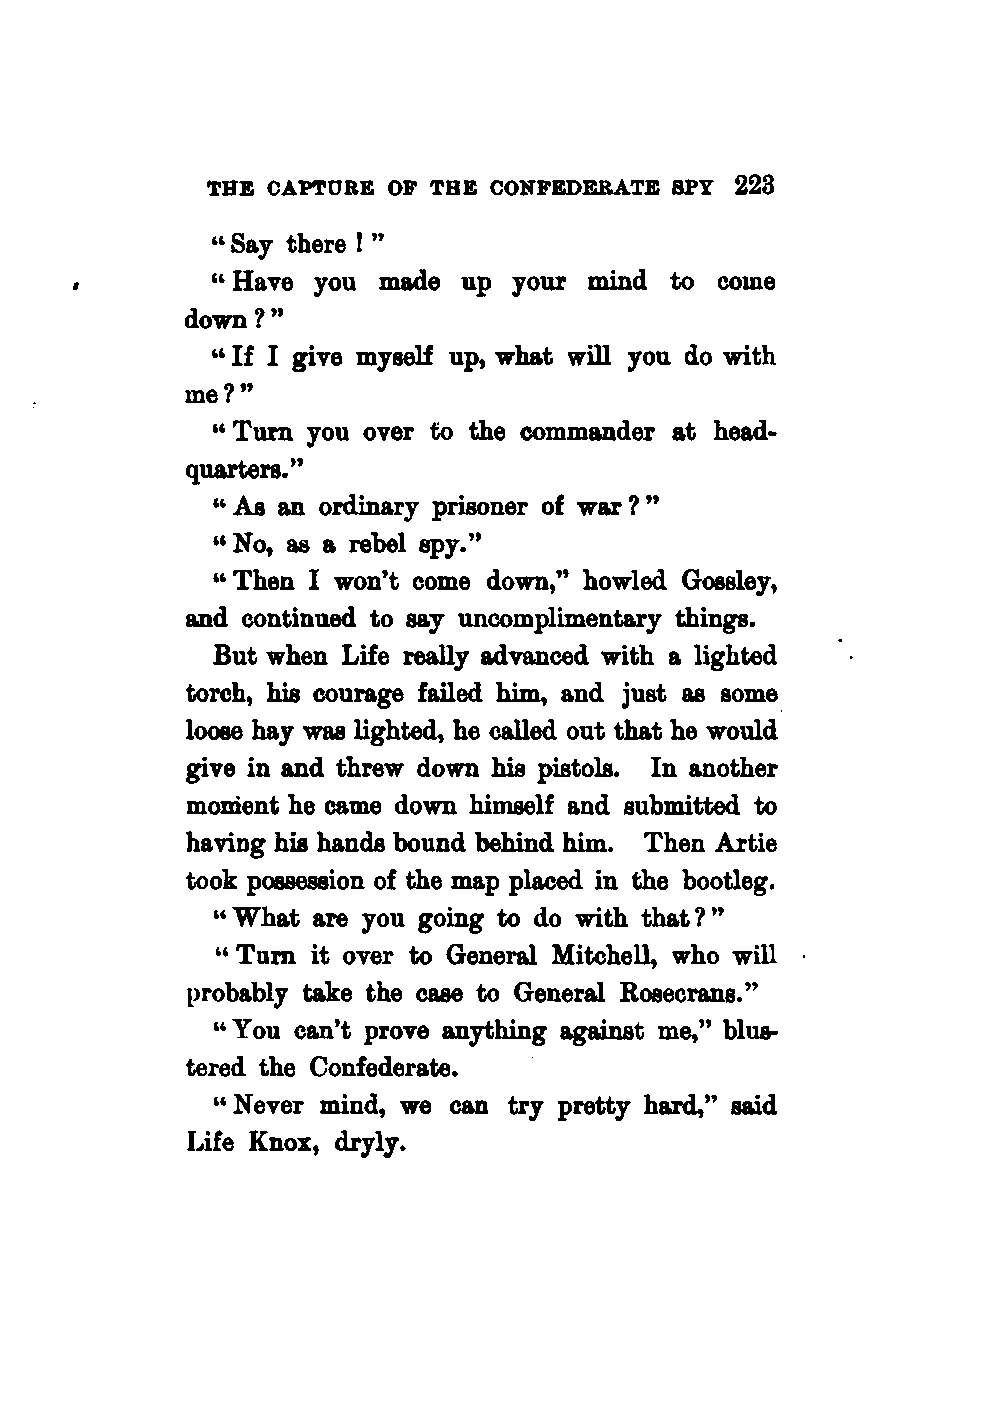 THE CAPTURE OF THE CONFEDERATE SPY 223
“Say there!”
“Have you made up your mind to come
down?”
“If I give myself up, what will you do with
me?”
“Turn you over to the commander at head-
quarters.”
“As an ordinary prisoner of war?”
“No, as a rebel spy.”
“Then I won’t come down,” howled Gossley,
and continued to say uncomplimentary things.
But when Life really advanced with a lighted
torch, his courage failed him, and just as some
loose hay was lighted, he called out that he would
give in and threw down his pistols. In another
moment he came down himself and submitted to
having his hands bound behind him. Then Artie
took possession of the map placed in the bootleg.
“What are you going to do with that?”
“Turn it over to General Mitchell, who will
probably take the case to General Rosecrans.”
“You can’t prove anything against me,” blus-
tered the Confederate.
“Never mind, we can try pretty hard,” said
Life Knox, dryly.